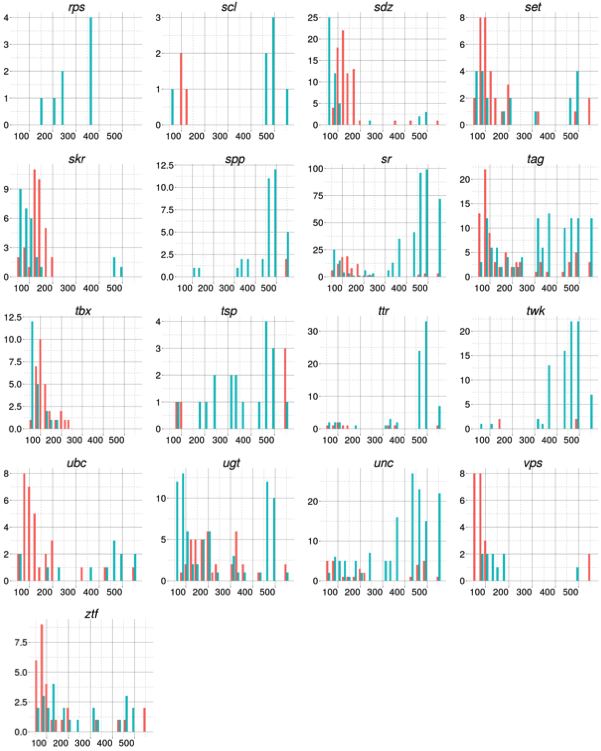 rps scl sdz set
4 3 25 8
3 20 6
2 15
2 10 4
1 1 5 2
0 0 0 0
100 200 300 400 500 100 200 300 400 500 100 200 300 400 500 100 200 300 400 500
skr spp sr tag
12.5 100
9 10.0 75 20
6 7.5 15
5.0 50 10
3 2.5 25 5
0 0.0 0 0
100 200 300 400 500 100 200 300 400 500 100 200 300 400 500 100 200 300 400 500
tbx tsp ttr twk
12.5 4
10.0 3 30 20
7.5 15
5.0 2 20 10
2.5 1 10 5
0.0 0 0 0
100 200 300 400 500 100 200 300 400 500 100 200 300 400 500 100 200 300 400 500
ubc ugt unc vps
8 8
6 10 20 6
4 4
2 5 10 2
0 0 0 0
100 200 300 400 500 100 200 300 400 500 100 200 300 400 500 100 200 300 400 500
ztf
7.5
5.0
2.5
0.0
100 200 300 400 500